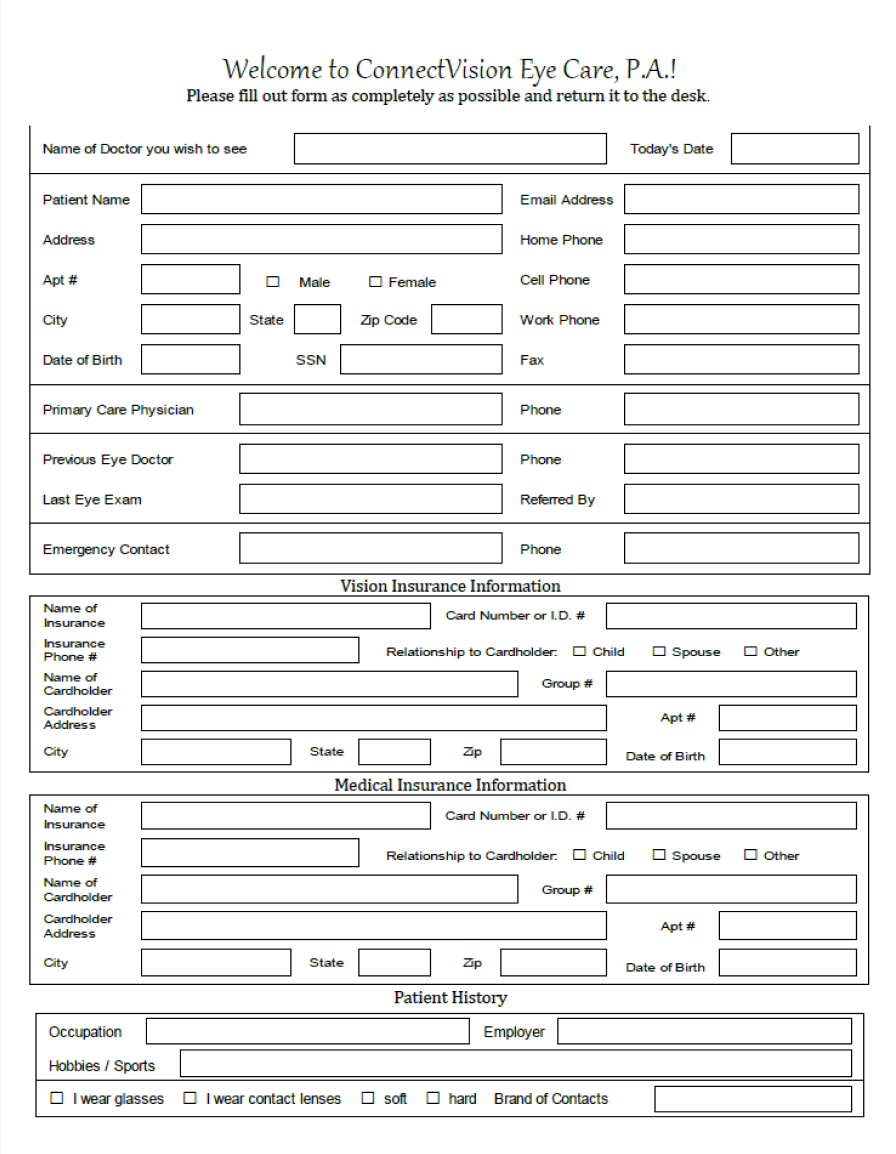 Welcome to ConnectVision Eye Care, P.A.!
Please fill out form as completely as possible and return it to the desk.
Name of Doctor you wish to see Today's Date
Patient Name Email Address
Address Home Phone
Apt # ☐ Male ☐ Female Cell Phone
City State Zip Code Work Phone
Date of Birth SSN Fax
Primary Care Physician Phone
Previous Eye Doctor Phone
Last Eye Exam Referred By
Emergency Contact Phone
Vision Insurance Information
Name of
Insurance Card Number or I.D. #
Insurance
Phone # Relationship to Cardholder: ☐ Child ☐ Spouse ☐ Other
Name of
Cardholder Group #
Cardholder
Address Apt #
City State Zip Date of Birth
Medical Insurance Information
Name of
Insurance Card Number or I.D. #
Insurance
Phone # Relationship to Cardholder: ☐ Child ☐ Spouse ☐ Other
Name of
Cardholder Group #
Cardholder
Address Apt #
City State Zip Date of Birth
Patient History
Occupation Employer
Hobbies / Sports
☐ I wear glasses ☐ I wear contact lenses ☐ soft ☐ hard Brand of Contacts